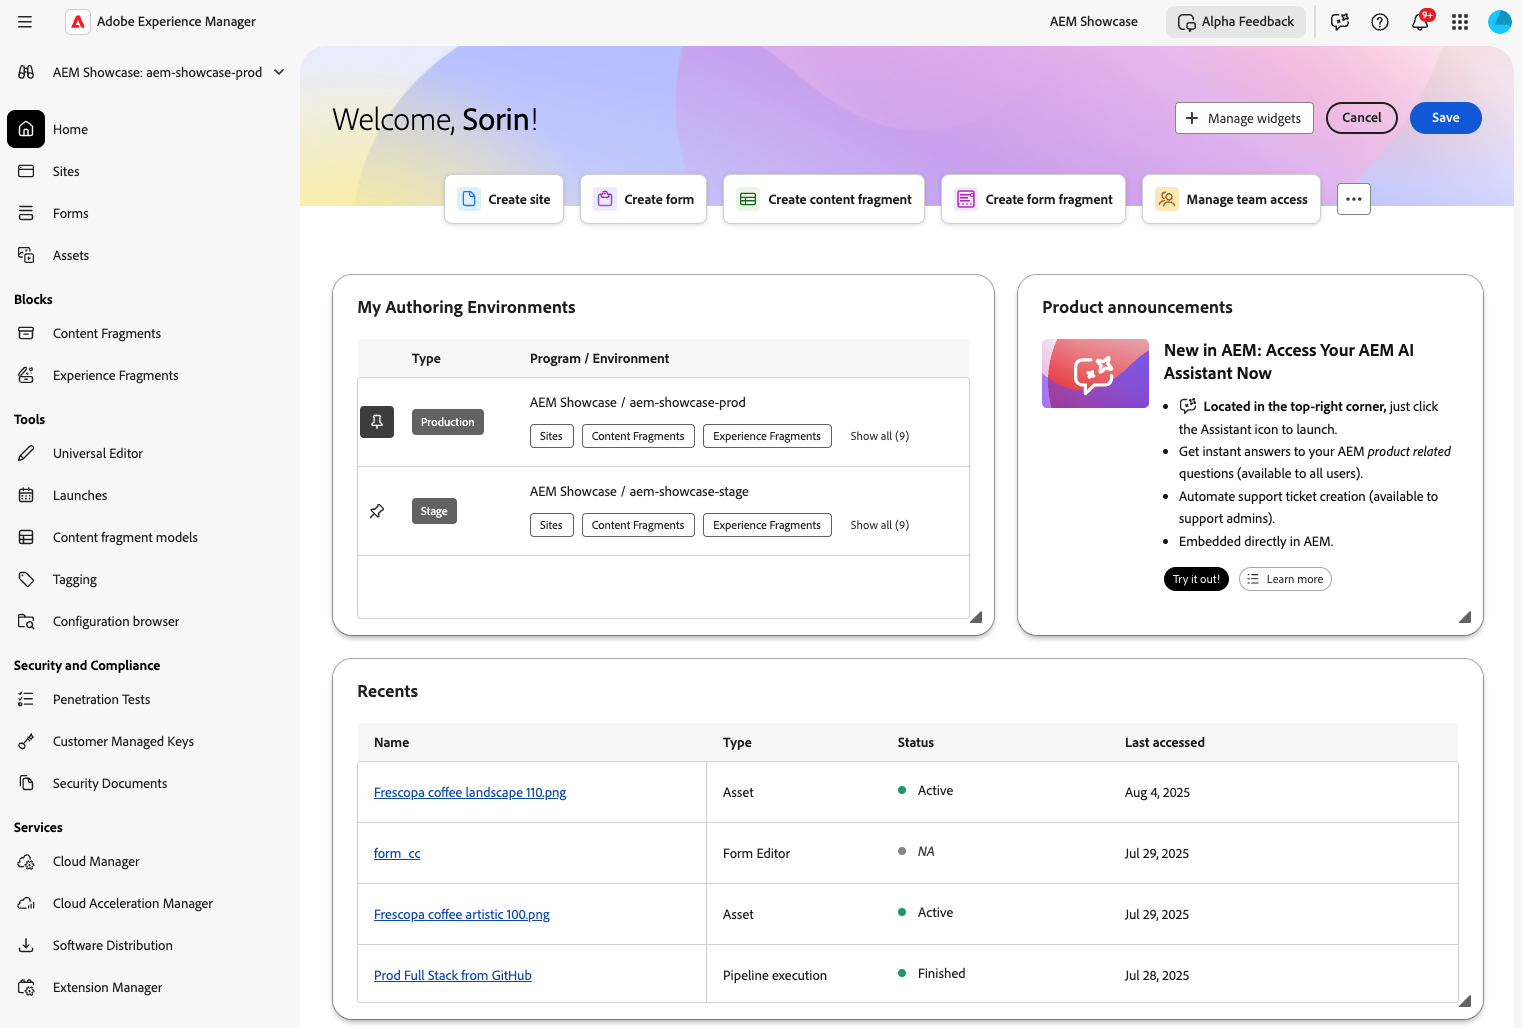 Adobe Experience Manager
AEM Showcase
Alpha Feedback
9+
AEM Showcase: aem-showcase-prod
Home
Sites
Forms
Assets
Blocks
Content Fragments
Experience Fragments
Tools
Universal Editor
Launches
Content fragment models
Tagging
Configuration browser
Security and Compliance
Penetration Tests
Customer Managed Keys
Security Documents
Services
Cloud Manager
Cloud Acceleration Manager
Software Distribution
Extension Manager
Welcome, Sorin!
Manage widgets
Cancel
Save
Create site
Create form
Create content fragment
Create form fragment
Manage team access
My Authoring Environments
Type Program / Environment
AEM Showcase / aem-showcase-prod
Production
Sites Content Fragments Experience Fragments Show all (9)
AEM Showcase / aem-showcase-stage
Stage
Sites Content Fragments Experience Fragments Show all (9)
Product announcements
New in AEM: Access Your AEM AI
Assistant Now
Located in the top-right corner, just click
the Assistant icon to launch.
Get instant answers to your AEM product related
questions (available to all users).
Automate support ticket creation (available to
support admins).
Embedded directly in AEM.
Try it out! Learn more
Recents
Name Type Status Last accessed
Frescopa coffee landscape 110.png Asset Active Aug 4, 2025
form_cc Form Editor NA Jul 29, 2025
Frescopa coffee artistic 100.png Asset Active Jul 29, 2025
Prod Full Stack from GitHub Pipeline execution Finished Jul 28, 2025